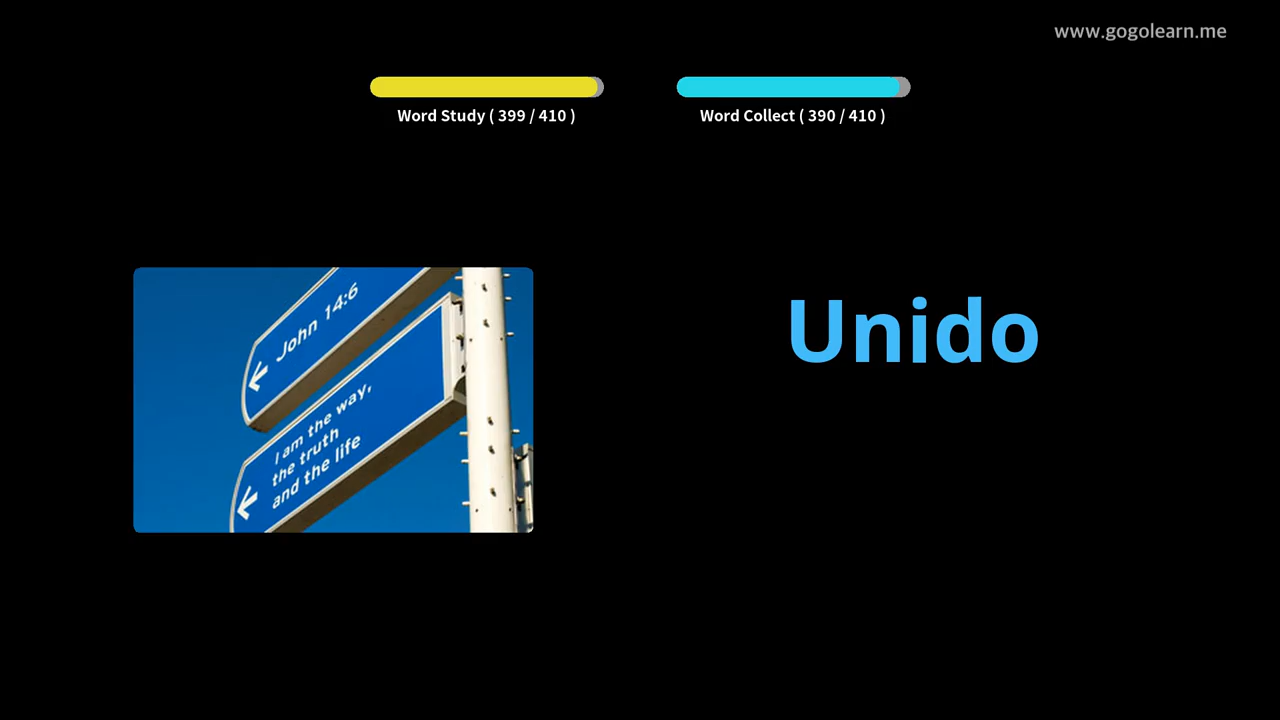 www.gogolearn.me
Word Study ( 399 / 410 )
Word Collect ( 390 / 410 )
John 14:6
I am the way,
the truth
and the life
Unido